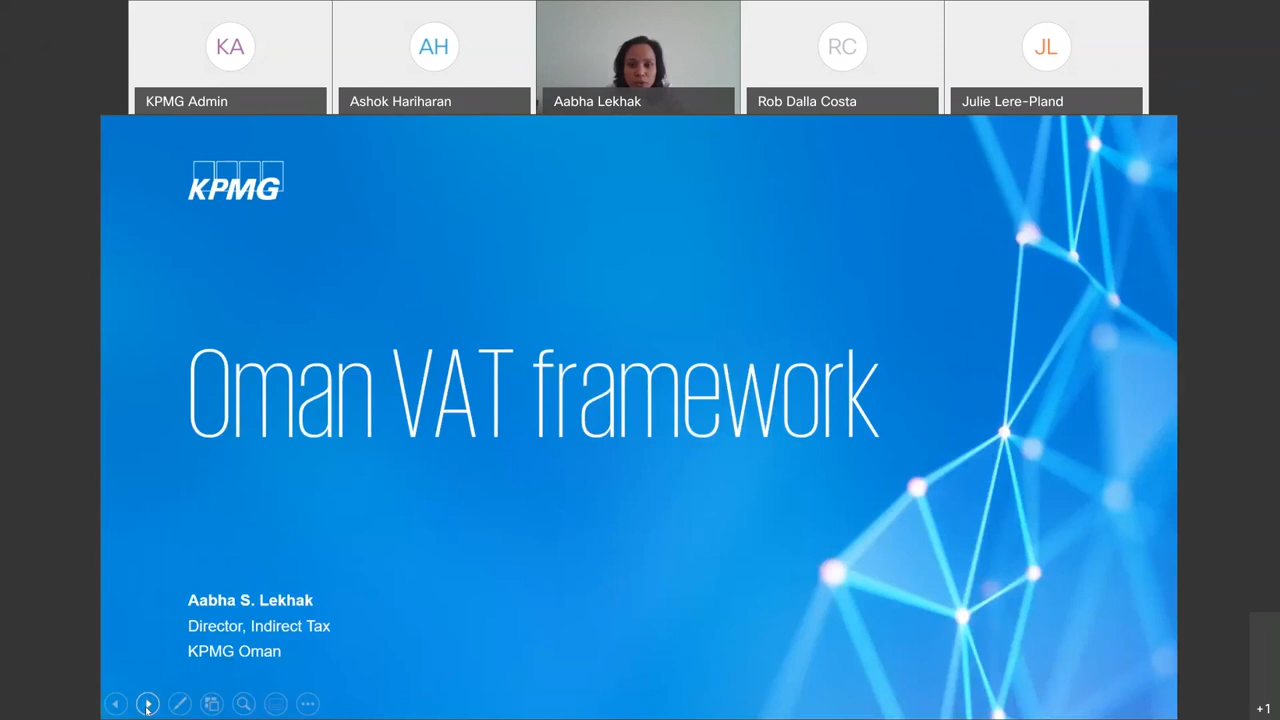 KA
AH
RC
JL
KPMG Admin
Ashok Hariharan
Aabha Lekhak
Rob Dalla Costa
Julie Lere-Pland
KPMG
Oman VAT framework
Aabha S. Lekhak
Director, Indirect Tax
KPMG Oman
+1